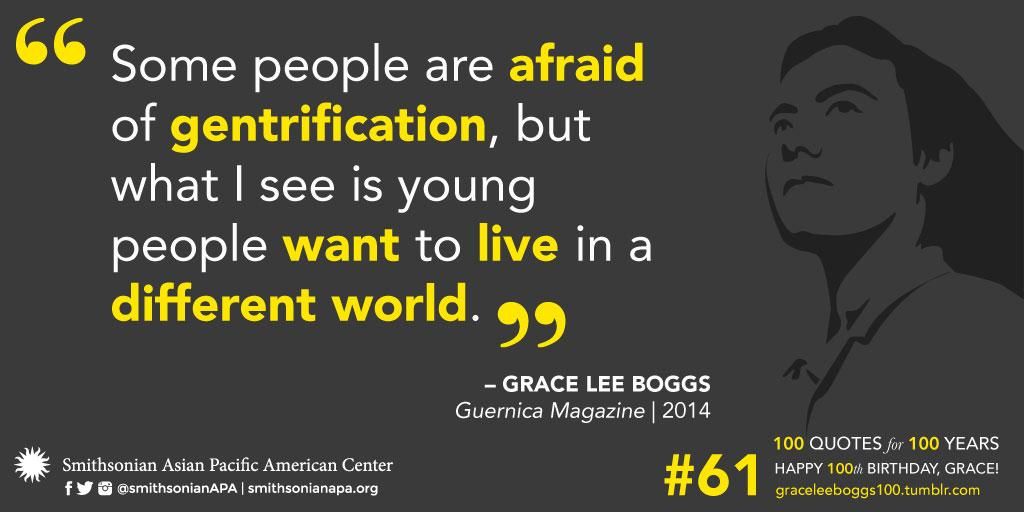 “ Some people are afraid
of gentrification, but
what I see is young
people want to live in a
different world. ”
– GRACE LEE BOGGS
Guernica Magazine | 2014
Smithsonian Asian Pacific American Center
@smithsonianAPA | smithsonianapa.org
#61
100 QUOTES for 100 YEARS
HAPPY 100th BIRTHDAY, GRACE!
graceleeboggs100.tumblr.com